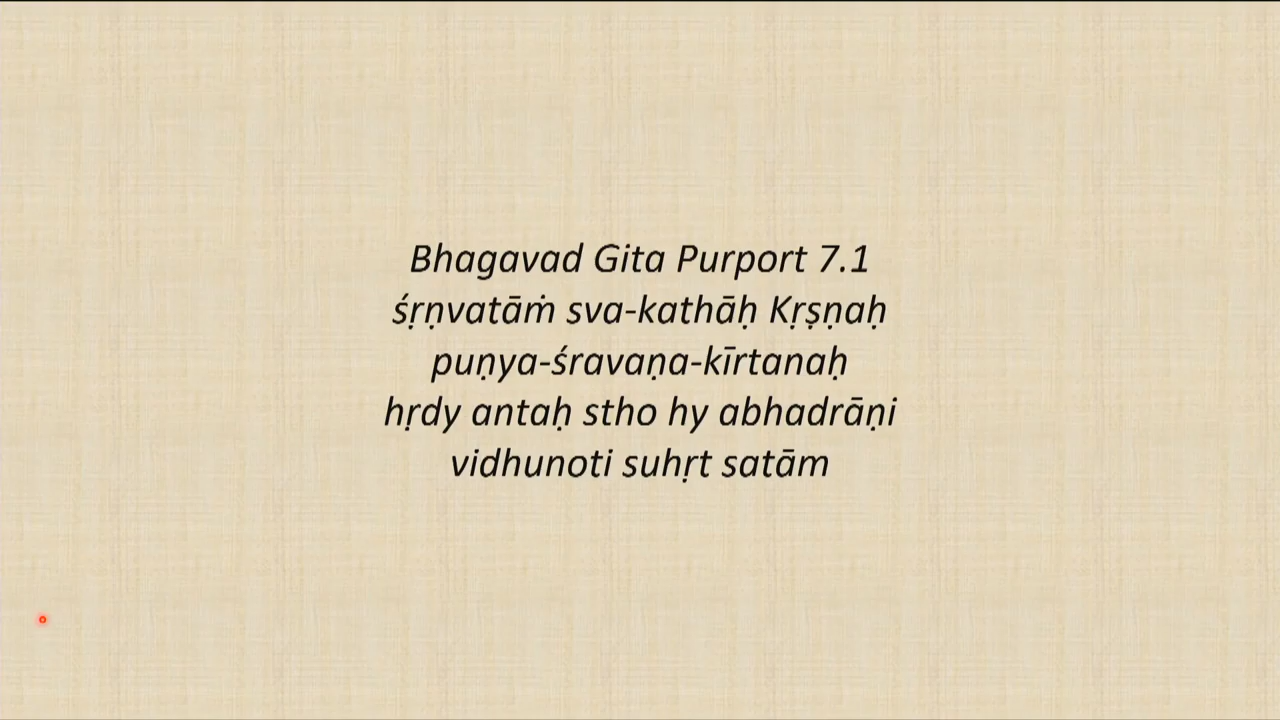 Bhagavad Gita Purport 7.1
śṛṇvatāṁ sva-kathāḥ Kṛṣṇaḥ
puṇya-śravaṇa-kīrtanaḥ
hṛdy antaḥ stho hy abhadrāṇi
vidhunoti suhṛt satām